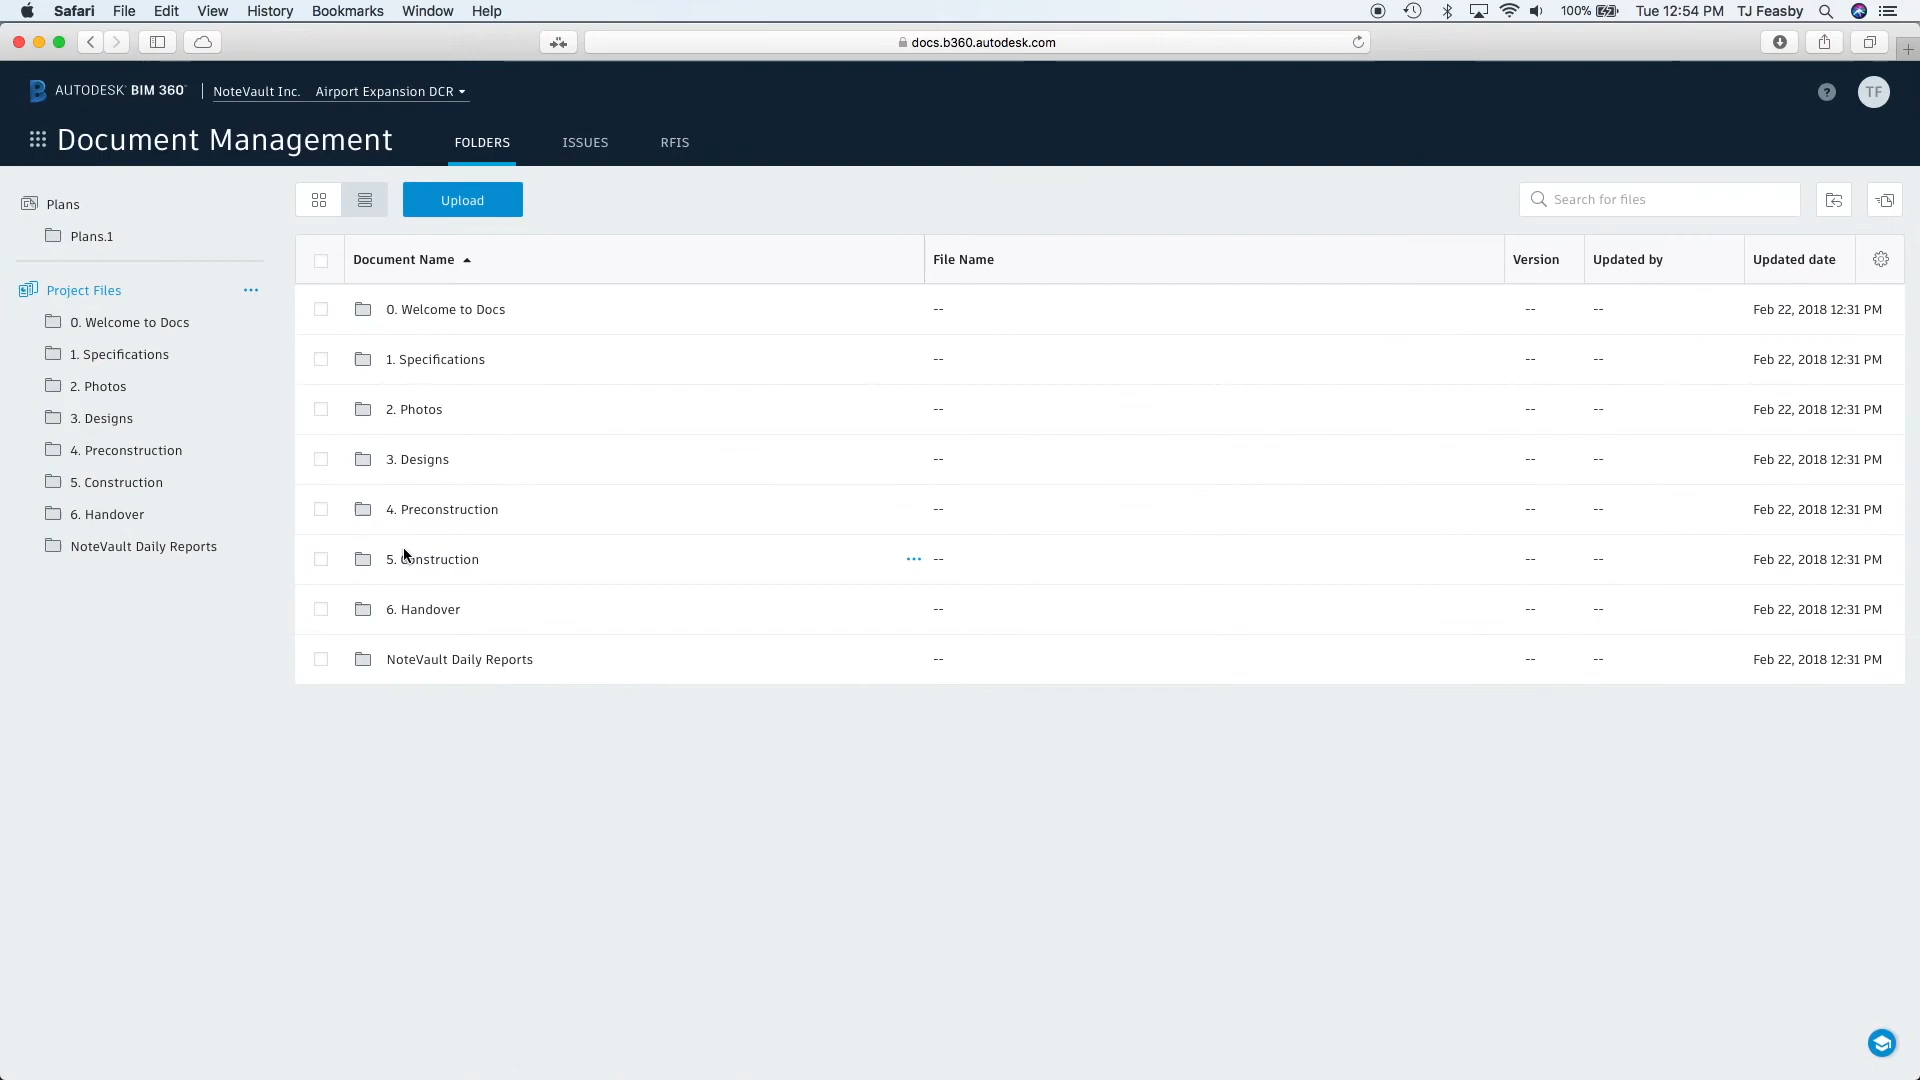 Safari File Edit View History Bookmarks Window Help 100% Tue 12:54 PM TJ Feasby
docs.b360.autodesk.com
AUTODESK BIM 360 NoteVault Inc. Airport Expansion DCR ? TF
Document Management FOLDERS ISSUES RFIS
Plans
Plans.1
Project Files
0. Welcome to Docs
1. Specifications
2. Photos
3. Designs
4. Preconstruction
5. Construction
6. Handover
NoteVault Daily Reports
Upload Search for files
Document Name File Name Version Updated by Updated date
0. Welcome to Docs -- -- -- Feb 22, 2018 12:31 PM
1. Specifications -- -- -- Feb 22, 2018 12:31 PM
2. Photos -- -- -- Feb 22, 2018 12:31 PM
3. Designs -- -- -- Feb 22, 2018 12:31 PM
4. Preconstruction -- -- -- Feb 22, 2018 12:31 PM
5. Construction -- -- -- Feb 22, 2018 12:31 PM
6. Handover -- -- -- Feb 22, 2018 12:31 PM
NoteVault Daily Reports -- -- -- Feb 22, 2018 12:31 PM